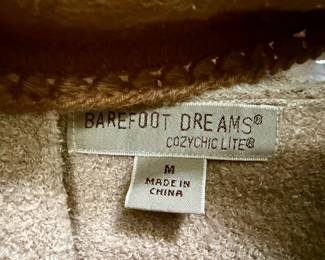 BAREFOOT DREAMS®
COZYCHIC LITE®
M
MADE IN
CHINA